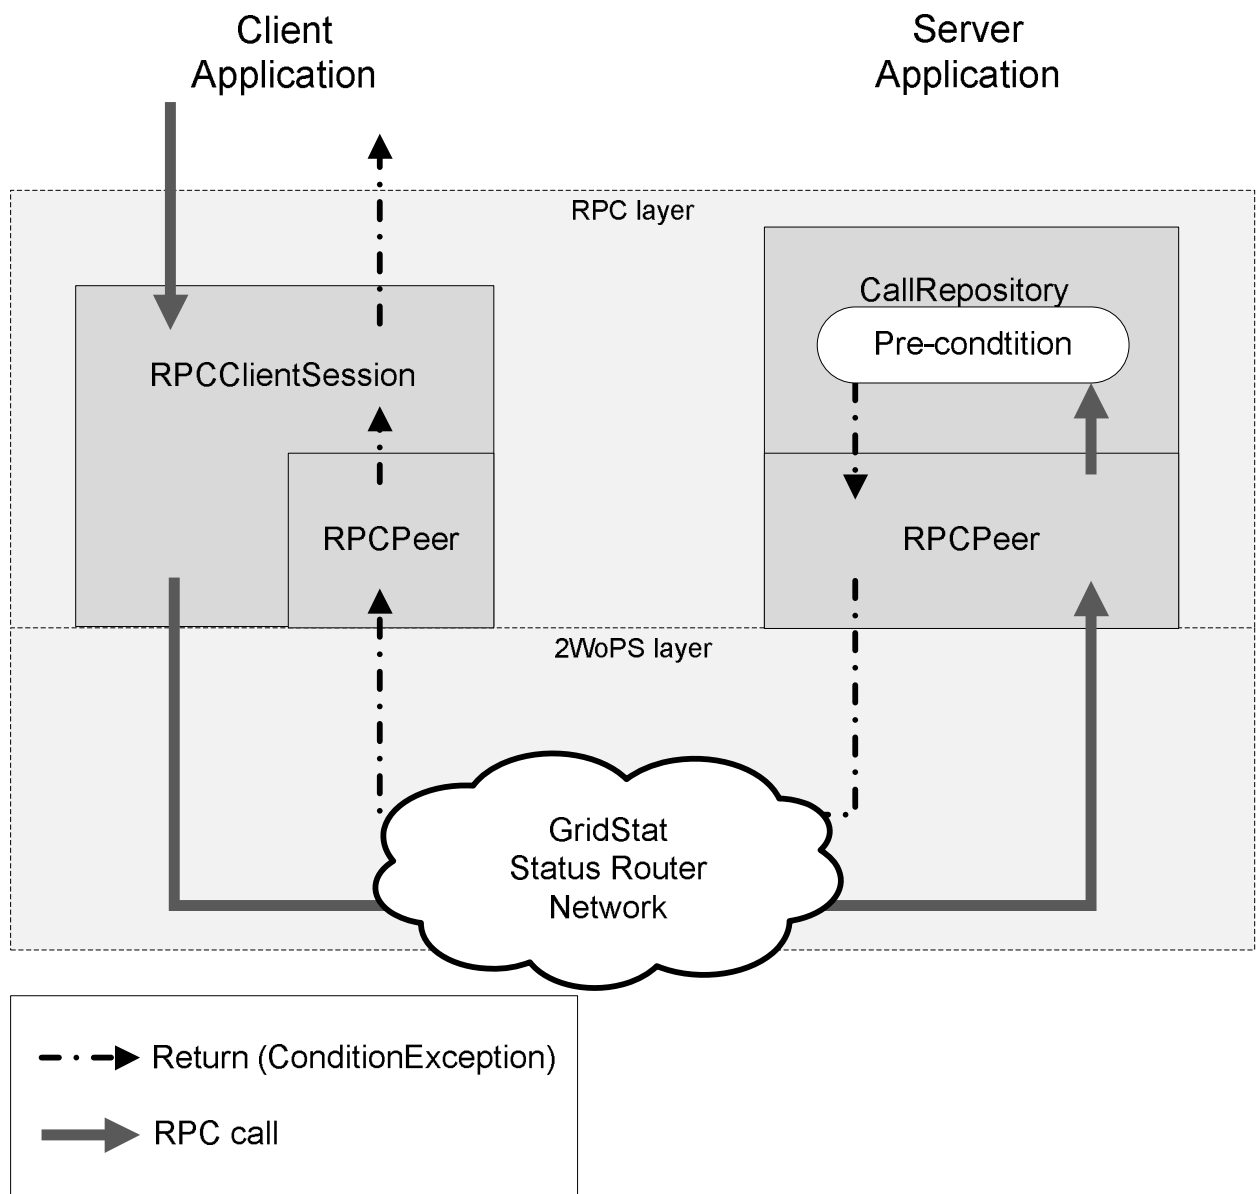 Client
Application
Server
Application
RPC layer
CallRepository
Pre-condtition
RPCClientSession
RPCPeer
RPCPeer
2WoPS layer
GridStat
Status Router
Network
Return (ConditionException)
RPC call